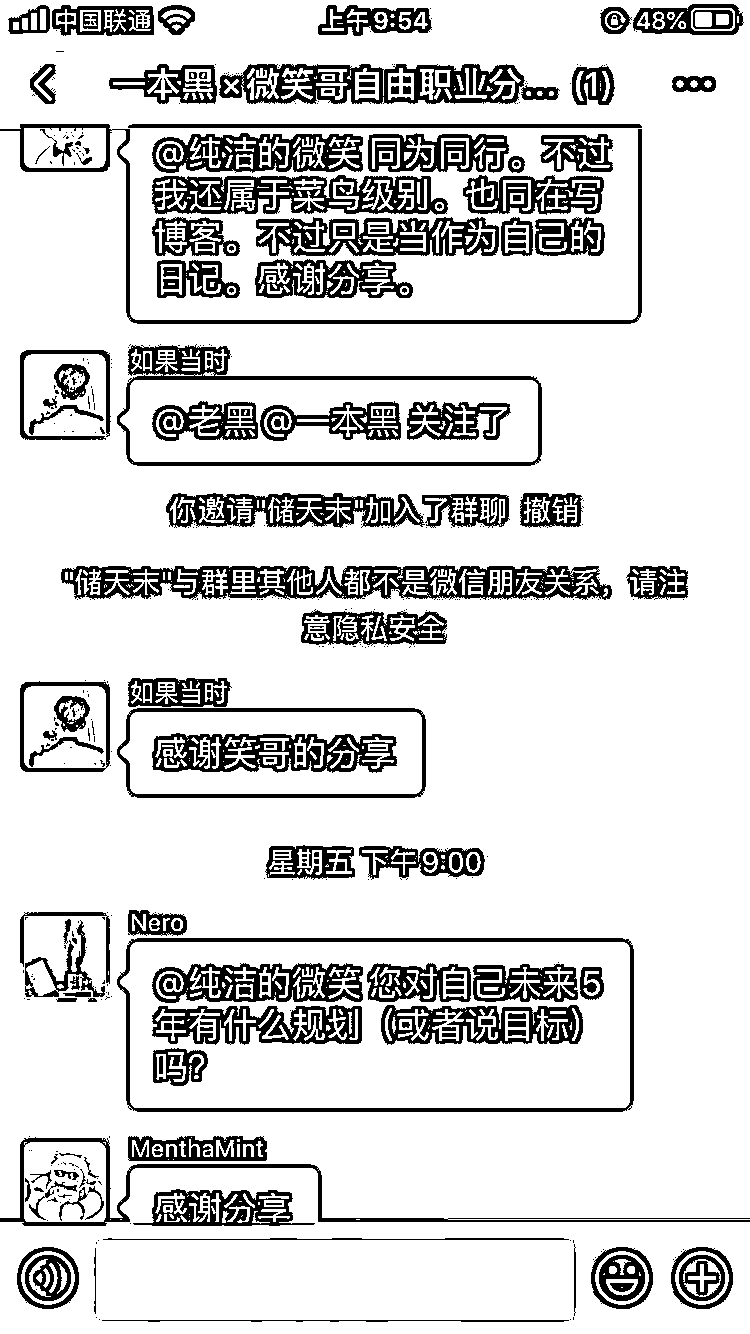 中国联通 上午9:54 48%
一本黑×微笑哥自由职业分... (1)
@纯洁的微笑 同为同行。不过
我还属于菜鸟级别。也同在写
博客。不过只是当作为自己的
日记。感谢分享。
如果当时
@老黑 @一本黑 关注了
你邀请"储天末"加入了群聊 撤销
"储天末"与群里其他人都不是微信朋友关系，请注
意隐私安全
如果当时
感谢笑哥的分享
星期五 下午9:00
Nero
@纯洁的微笑 您对自己未来5
年有什么规划（或者说目标）
吗？
MenthaMint
感谢分享